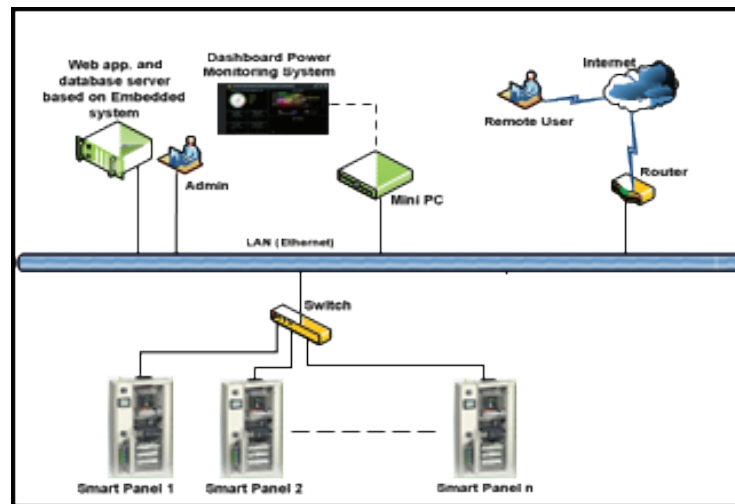 Web app. and
database server
based on Embedded
system
Dashboard Power
Monitoring System
Admin
Mini PC
Remote User
Internet
Router
LAN (Ethernet)
Switch
Smart Panel 1
Smart Panel 2
Smart Panel n